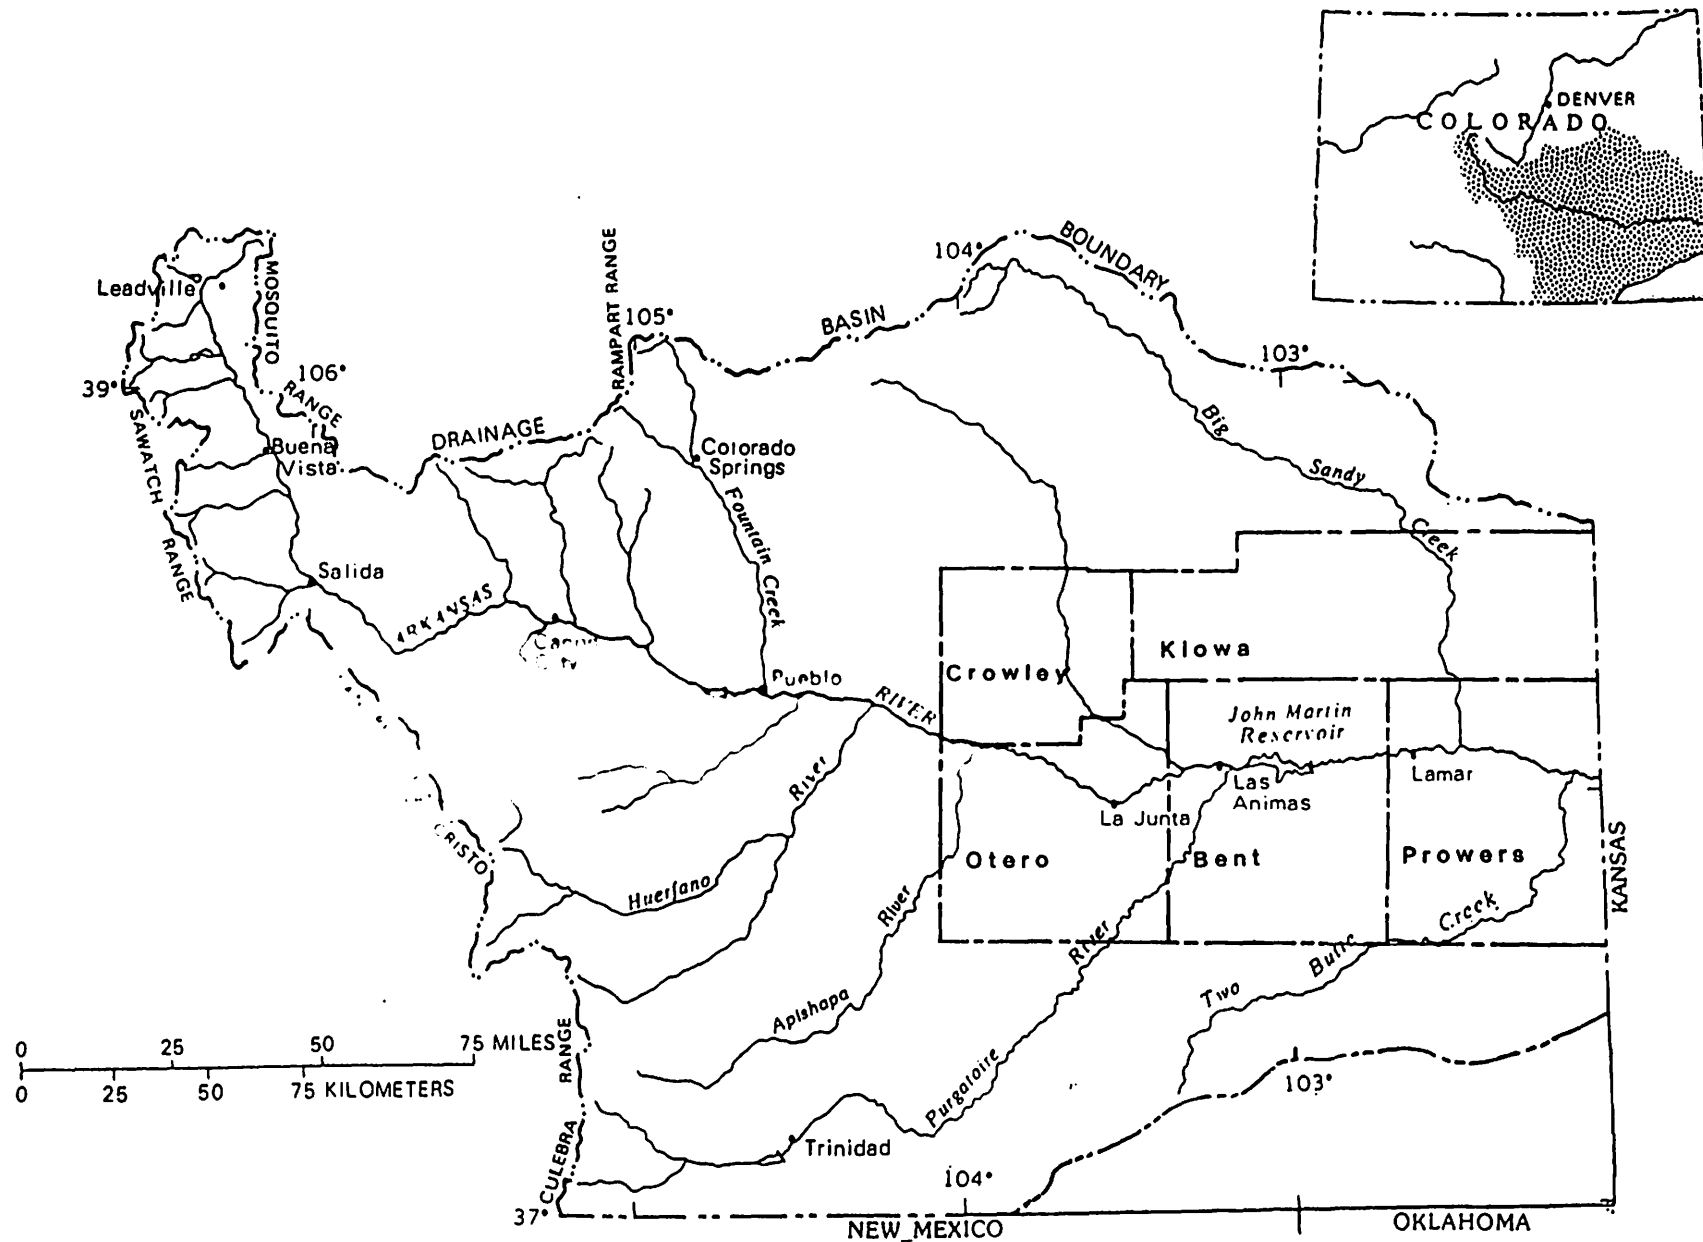 DENVER
COLORADO
BOUNDARY
104°
RAMPART RANGE
105°
BASIN
Leadville
MOSQUITO
RANGE
103°
39°
106°
SAWATCH
RANGE
DRAINAGE
Buena
Vista
Colorado
Springs
Big
Sandy
Creek
Fountain Creek
Salida
ARKANSAS
RIVER
City
Pueblo
Crowley
Kiowa
John Martin
Reservoir
Las
Animas
Lamar
La Junta
River
CRISTO
Huerfano
Otero
Bent
Prowers
KANSAS
River
River
Creek
Butte
Two
Apishapa
Purgatoire
0 25 50 75 MILES
0 25 50 75 KILOMETERS
RANGE
CULEBRA
103°
Trinidad
104°
37°
NEW MEXICO
OKLAHOMA